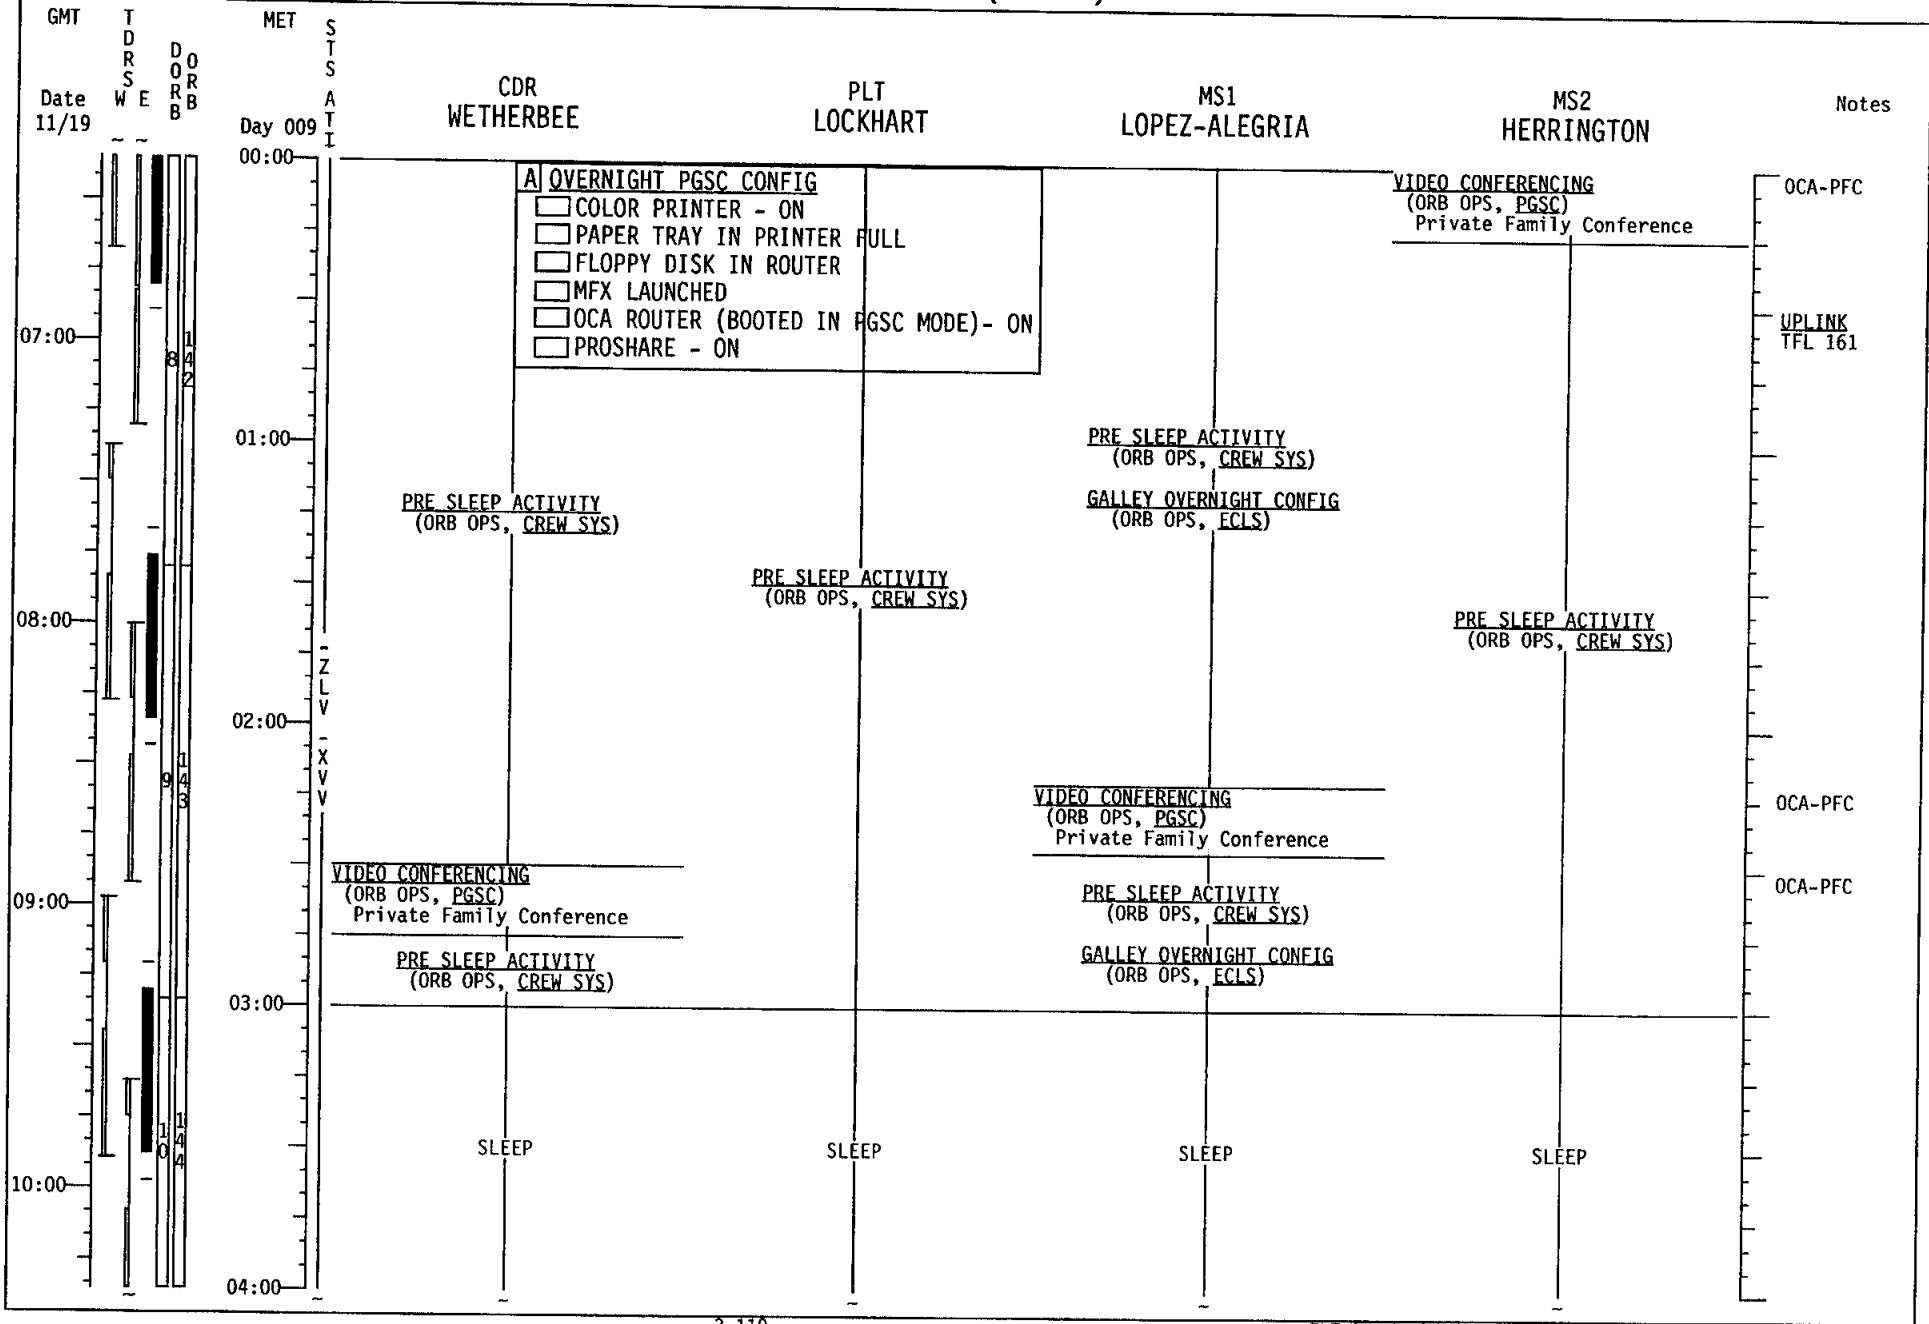 GMT
TDRS
W E
DORB
ORB
MET
STS ATTI
Date
11/19
Day 009
CDR
WETHERBEE
PLT
LOCKHART
MS1
LOPEZ-ALEGRIA
MS2
HERRINGTON
Notes
00:00
A OVERNIGHT PGSC CONFIG
COLOR PRINTER - ON
PAPER TRAY IN PRINTER FULL
FLOPPY DISK IN ROUTER
MFX LAUNCHED
OCA ROUTER (BOOTED IN PGSC MODE)- ON
PROSHARE - ON
VIDEO CONFERENCING
(ORB OPS, PGSC)
Private Family Conference
OCA-PFC
07:00
8
142
UPLINK
TFL 161
01:00
PRE SLEEP ACTIVITY
(ORB OPS, CREW SYS)
GALLEY OVERNIGHT CONFIG
(ORB OPS, ECLS)
PRE SLEEP ACTIVITY
(ORB OPS, CREW SYS)
PRE SLEEP ACTIVITY
(ORB OPS, CREW SYS)
PRE SLEEP ACTIVITY
(ORB OPS, CREW SYS)
08:00
-ZLV
-XVV
02:00
9
143
VIDEO CONFERENCING
(ORB OPS, PGSC)
Private Family Conference
OCA-PFC
VIDEO CONFERENCING
(ORB OPS, PGSC)
Private Family Conference
OCA-PFC
09:00
PRE SLEEP ACTIVITY
(ORB OPS, CREW SYS)
GALLEY OVERNIGHT CONFIG
(ORB OPS, ECLS)
PRE SLEEP ACTIVITY
(ORB OPS, CREW SYS)
03:00
10
144
SLEEP
SLEEP
SLEEP
SLEEP
10:00
04:00